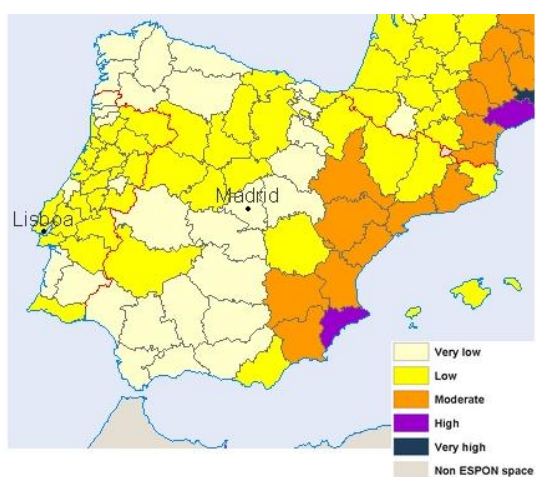 Madrid
Lisboa
Very low
Low
Moderate
High
Very high
Non ESPON space